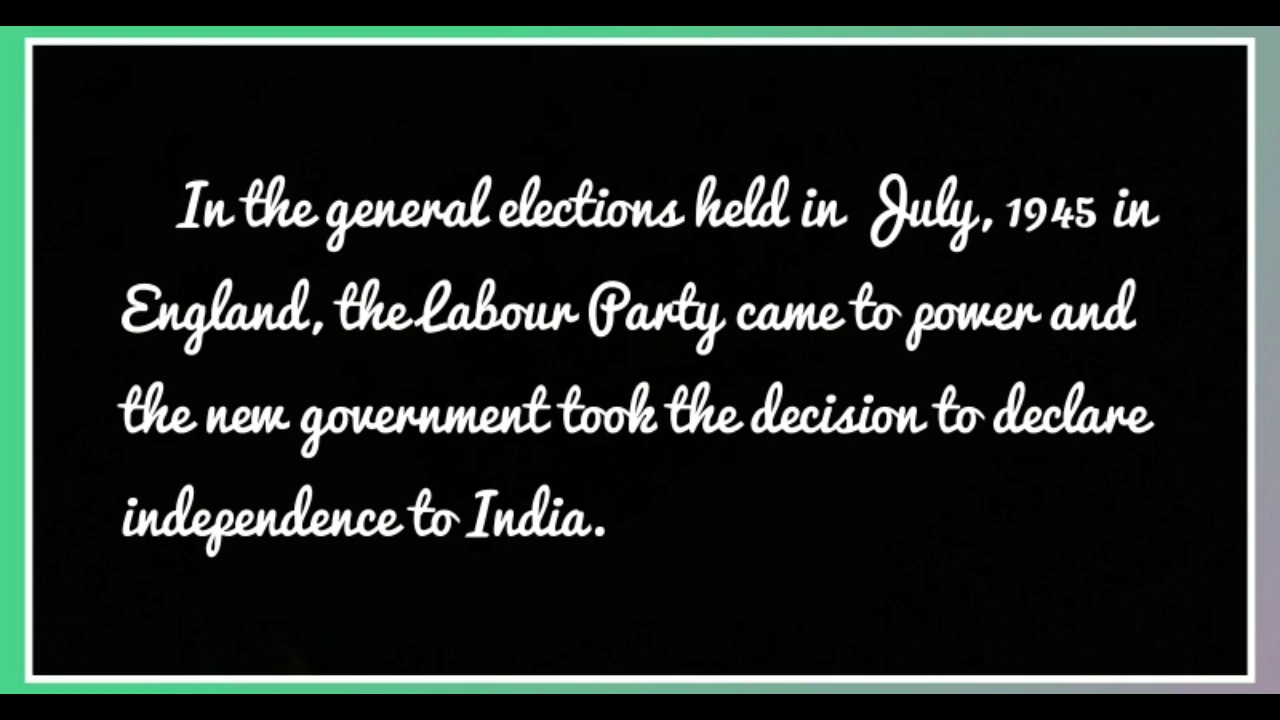 In the general elections held in July, 1945 in
England, the Labour Party came to power and
the new government took the decision to declare
independence to India.